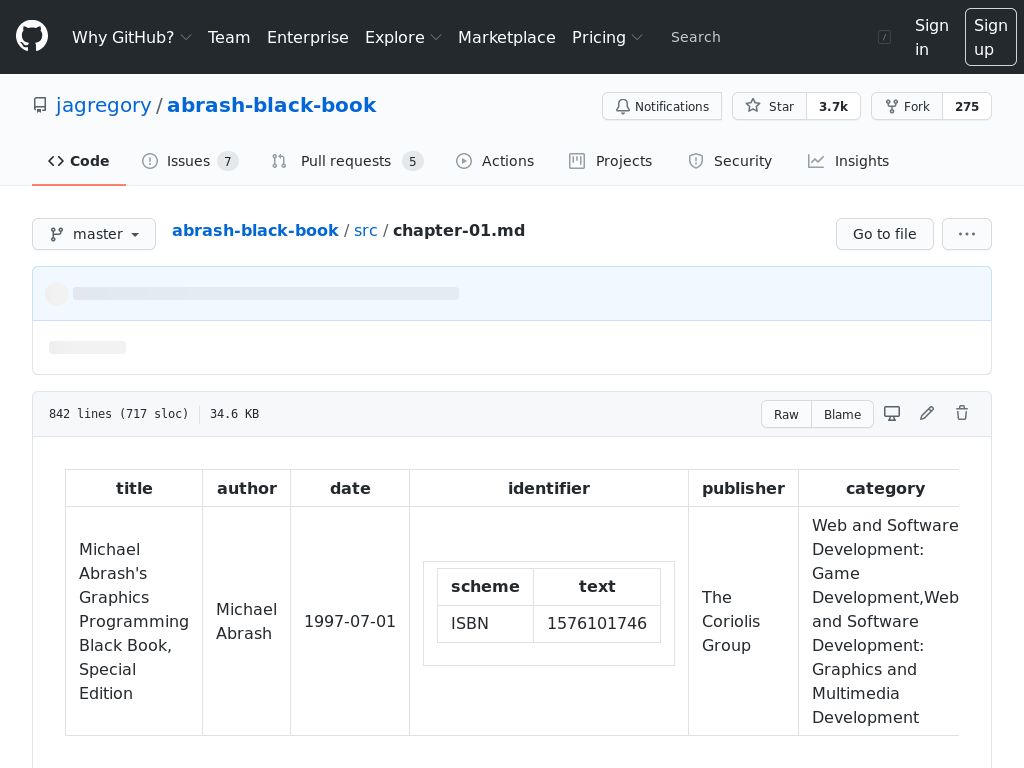 Why GitHub? Team Enterprise Explore Marketplace Pricing Search / Sign in Sign up
jagregory / abrash-black-book Notifications Star 3.7k Fork 275
Code Issues 7 Pull requests 5 Actions Projects Security Insights
master abrash-black-book / src / chapter-01.md Go to file ...
842 lines (717 sloc) 34.6 KB Raw Blame
title author date identifier publisher category
Michael
Abrash's
Graphics
Programming
Black Book,
Special
Edition
Michael
Abrash
1997-07-01
scheme text
ISBN 1576101746
The
Coriolis
Group
Web and Software
Development:
Game
Development,Web
and Software
Development:
Graphics and
Multimedia
Development